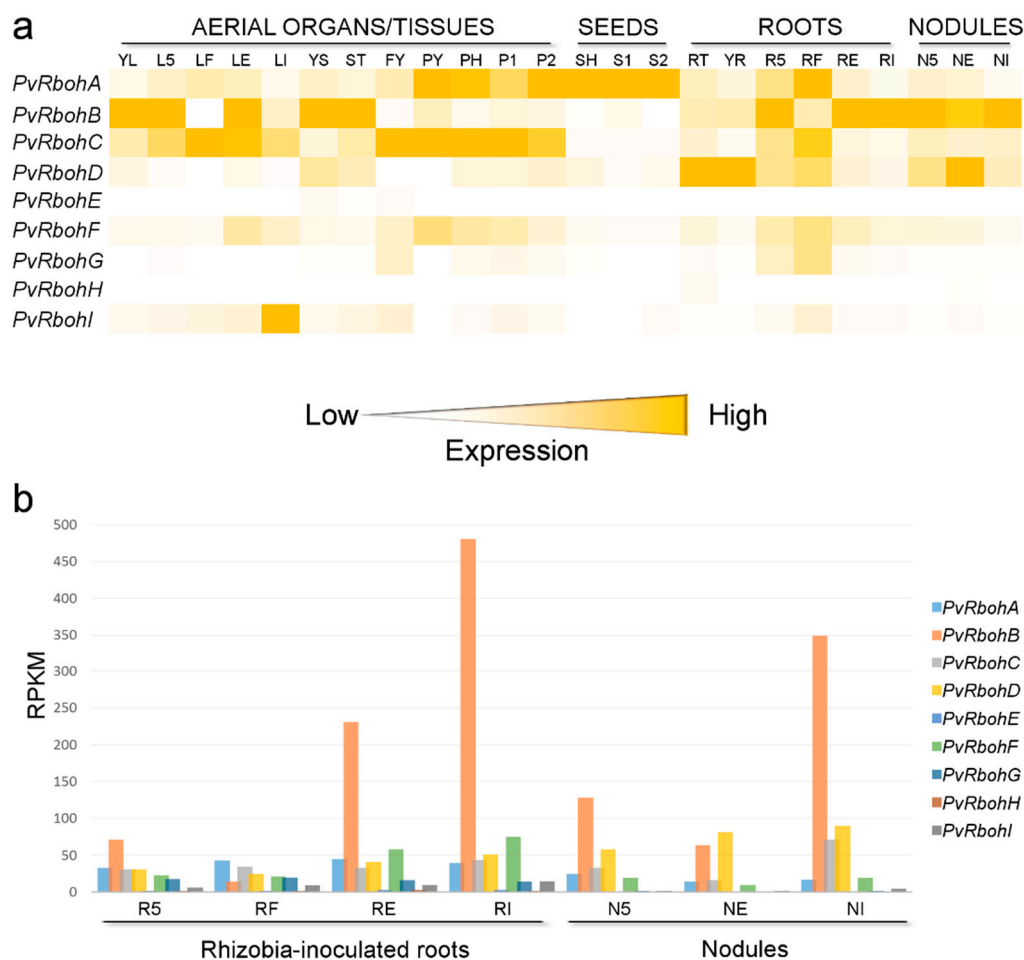 a
AERIAL ORGANS/TISSUES SEEDS ROOTS NODULES
YL L5 LF LE LI YS ST FY PY PH P1 P2 SH S1 S2 RT YR R5 RF RE RI N5 NE NI
PvRbohA
PvRbohB
PvRbohC
PvRbohD
PvRbohE
PvRbohF
PvRbohG
PvRbohH
PvRbohI
Low High
Expression
b
500
450
400
350
300
250
200
150
100
50
0
RPKM
R5 RF RE RI N5 NE NI
Rhizobia-inoculated roots Nodules
PvRbohA
PvRbohB
PvRbohC
PvRbohD
PvRbohE
PvRbohF
PvRbohG
PvRbohH
PvRbohI